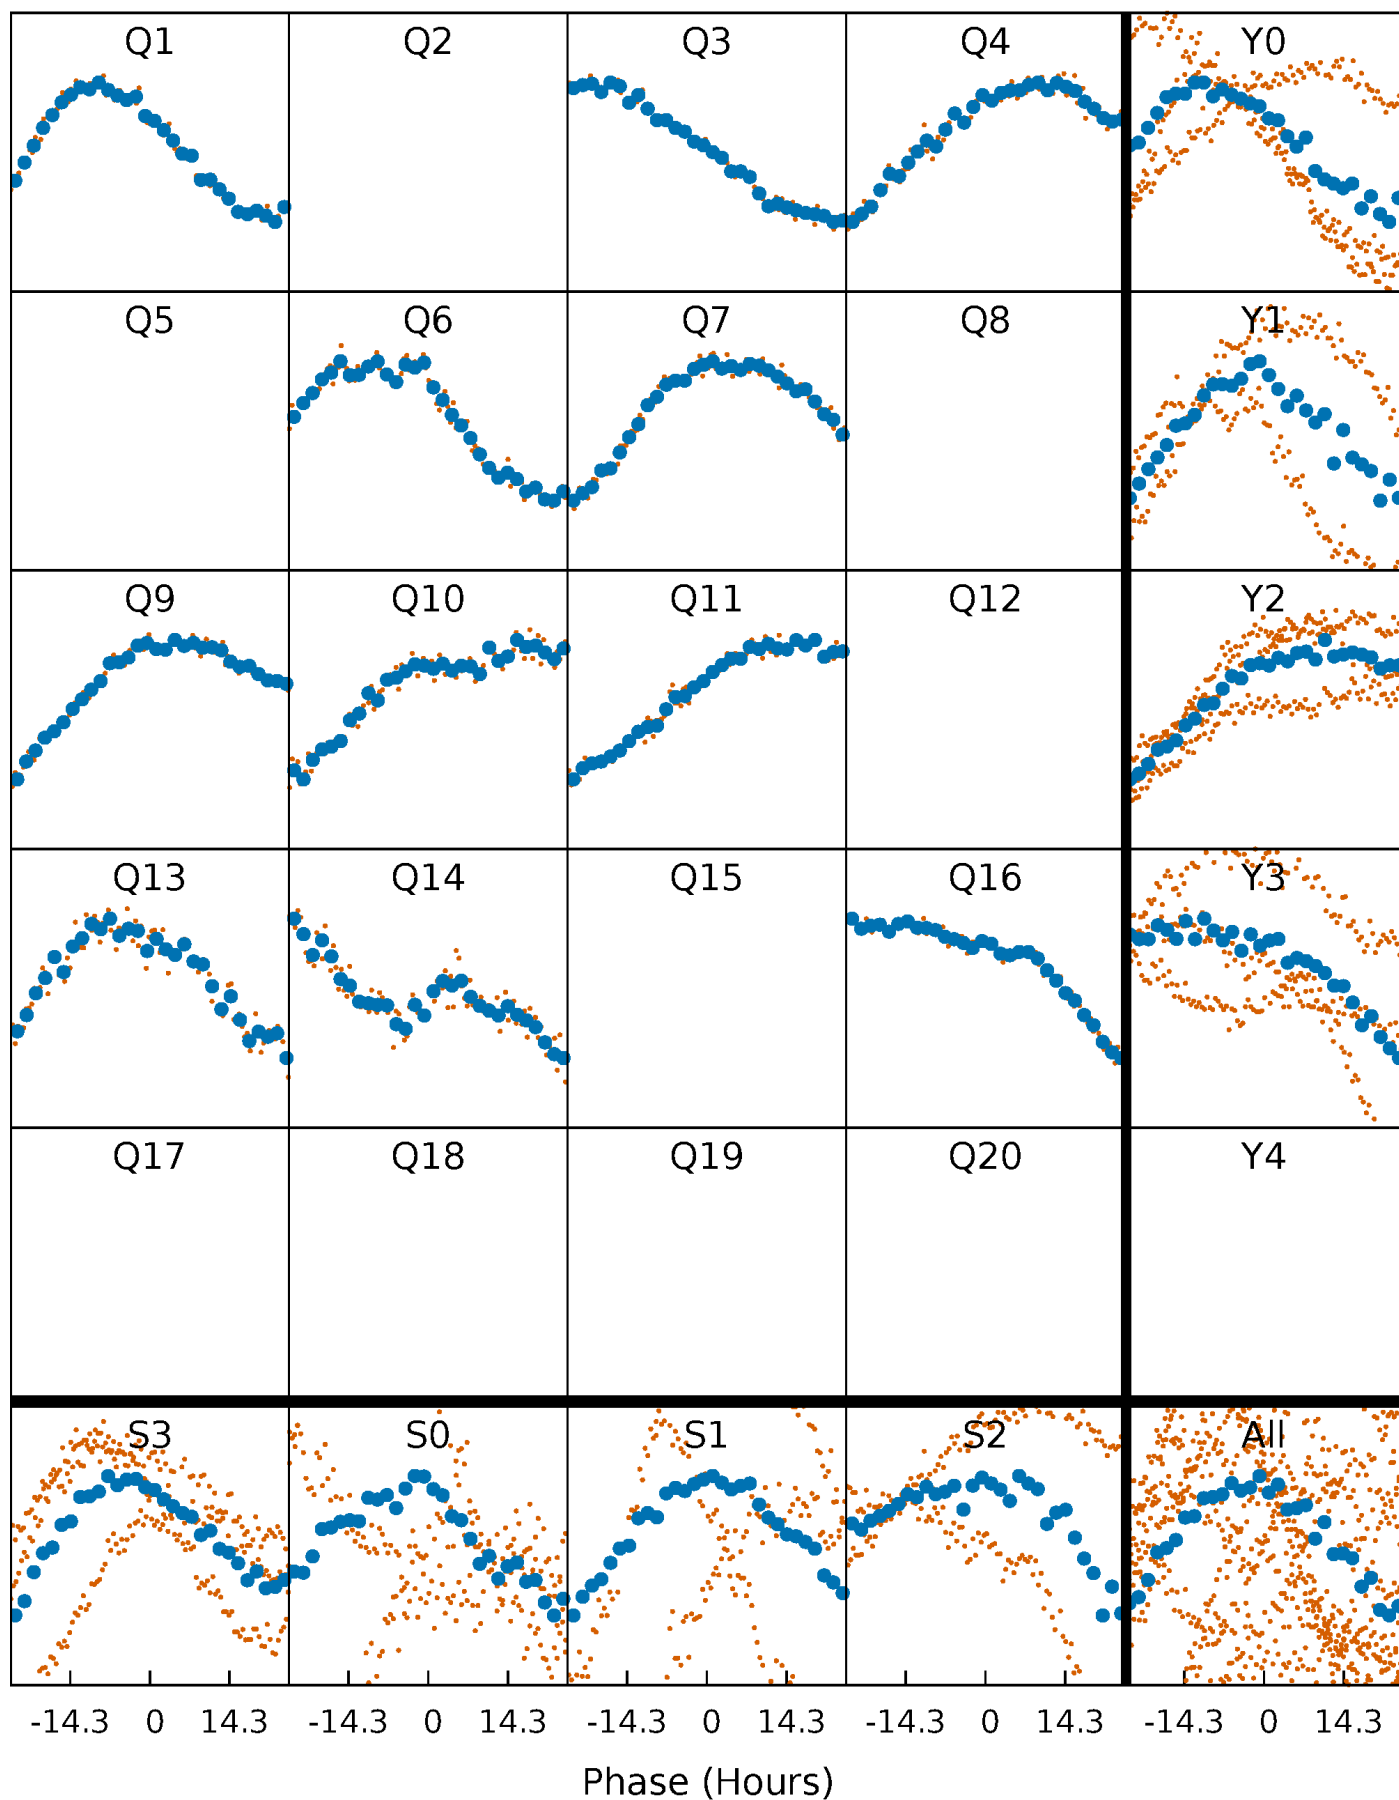 Q1 Q2 Q3 Q4 Y0
Q5 Q6 Q7 Q8 Y1
Q9 Q10 Q11 Q12 Y2
Q13 Q14 Q15 Q16 Y3
Q17 Q18 Q19 Q20 Y4
S3 S0 S1 S2 All
-14.3 0 14.3 -14.3 0 14.3 -14.3 0 14.3 -14.3 0 14.3 -14.3 0 14.3
Phase (Hours)